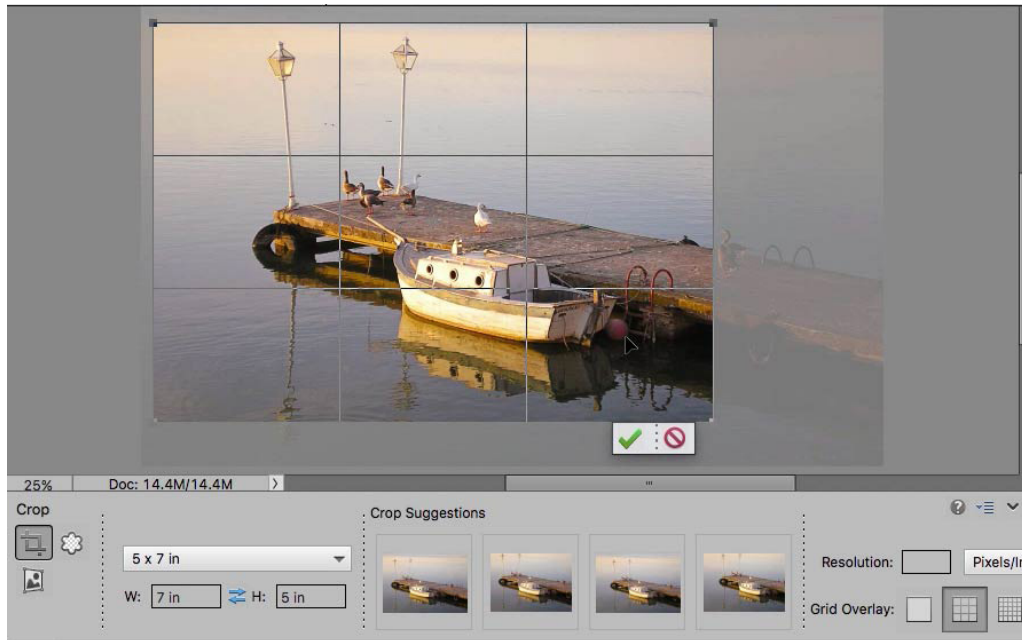 25%
Doc: 14.4M/14.4M
Crop
Crop Suggestions
5 x 7 in
Resolution:
W: 7 in H: 5 in
Grid Overlay: